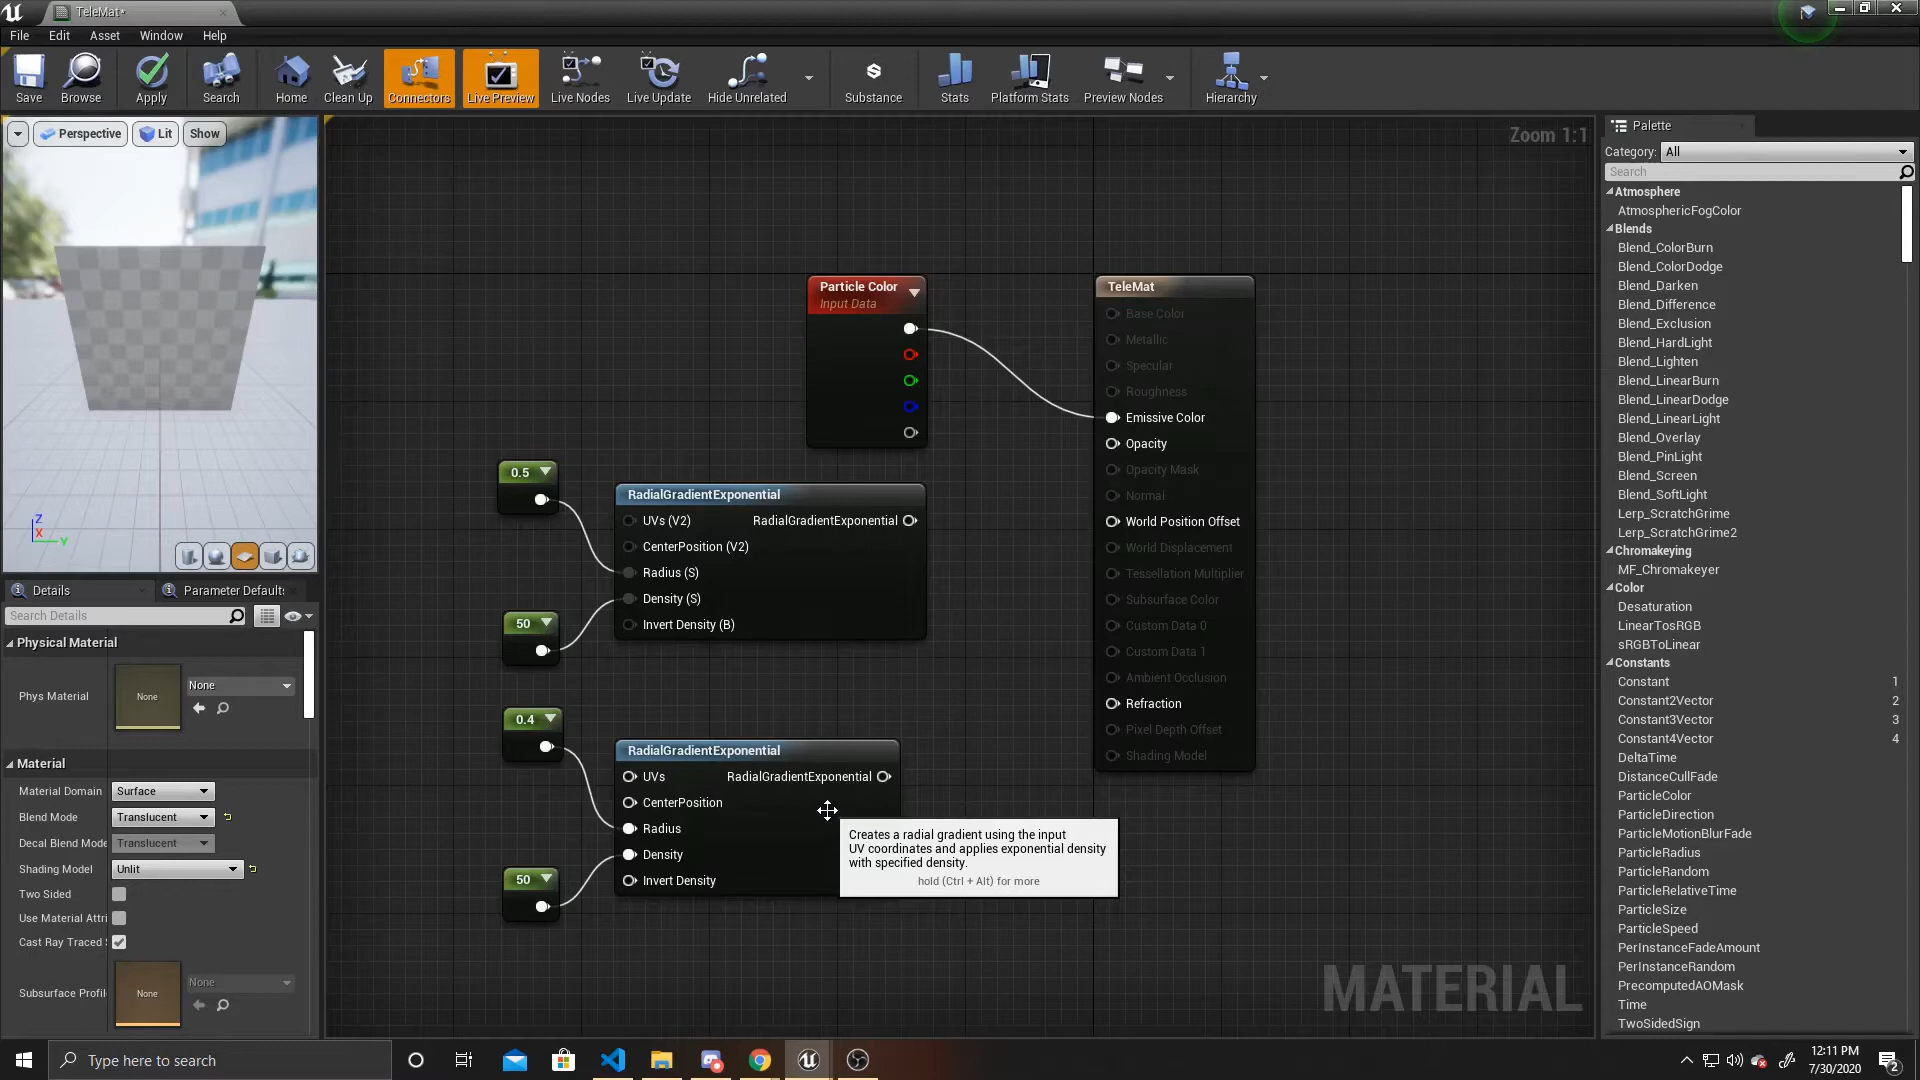 TeleMat*
File
Edit
Asset
Window
Help
Save
Browse
Apply
Search
Home
Clean Up
Connectors
Live Preview
Live Nodes
Live Update
Hide Unrelated
Substance
Stats
Platform Stats
Preview Nodes
Hierarchy
Perspective
Lit
Show
Z
X
Y
Zoom 1:1
Particle Color
Input Data
TeleMat
Base Color
Metallic
Specular
Roughness
Emissive Color
Opacity
Opacity Mask
Normal
World Position Offset
World Displacement
Tessellation Multiplier
Subsurface Color
Custom Data 0
Custom Data 1
Ambient Occlusion
Refraction
Pixel Depth Offset
Shading Model
0.5
50
RadialGradientExponential
UVs (V2)
RadialGradientExponential
CenterPosition (V2)
Radius (S)
Density (S)
Invert Density (B)
0.4
50
RadialGradientExponential
UVs
RadialGradientExponential
CenterPosition
Radius
Density
Invert Density
Creates a radial gradient using the input
UV coordinates and applies exponential density
with specified density.
hold (Ctrl + Alt) for more
MATERIAL
Details
Parameter Defaults
Search Details
Physical Material
Phys Material
None
None
Material
Material Domain
Surface
Blend Mode
Translucent
Decal Blend Mode
Translucent
Shading Model
Unlit
Two Sided
Use Material Attri
Cast Ray Traced S
Subsurface Profil
None
None
Palette
Category:
All
Search
Atmosphere
AtmosphericFogColor
Blends
Blend_ColorBurn
Blend_ColorDodge
Blend_Darken
Blend_Difference
Blend_Exclusion
Blend_HardLight
Blend_Lighten
Blend_LinearBurn
Blend_LinearDodge
Blend_LinearLight
Blend_Overlay
Blend_PinLight
Blend_Screen
Blend_SoftLight
Lerp_ScratchGrime
Lerp_ScratchGrime2
Chromakeying
MF_Chromakeyer
Color
Desaturation
LinearTosRGB
sRGBToLinear
Constants
Constant 1
Constant2Vector 2
Constant3Vector 3
Constant4Vector 4
DeltaTime
DistanceCullFade
ParticleColor
ParticleDirection
ParticleMotionBlurFade
ParticleRadius
ParticleRandom
ParticleRelativeTime
ParticleSize
ParticleSpeed
PerInstanceFadeAmount
PerInstanceRandom
PrecomputedAOMask
Time
TwoSidedSign
Type here to search
12:11 PM
7/30/2020
2